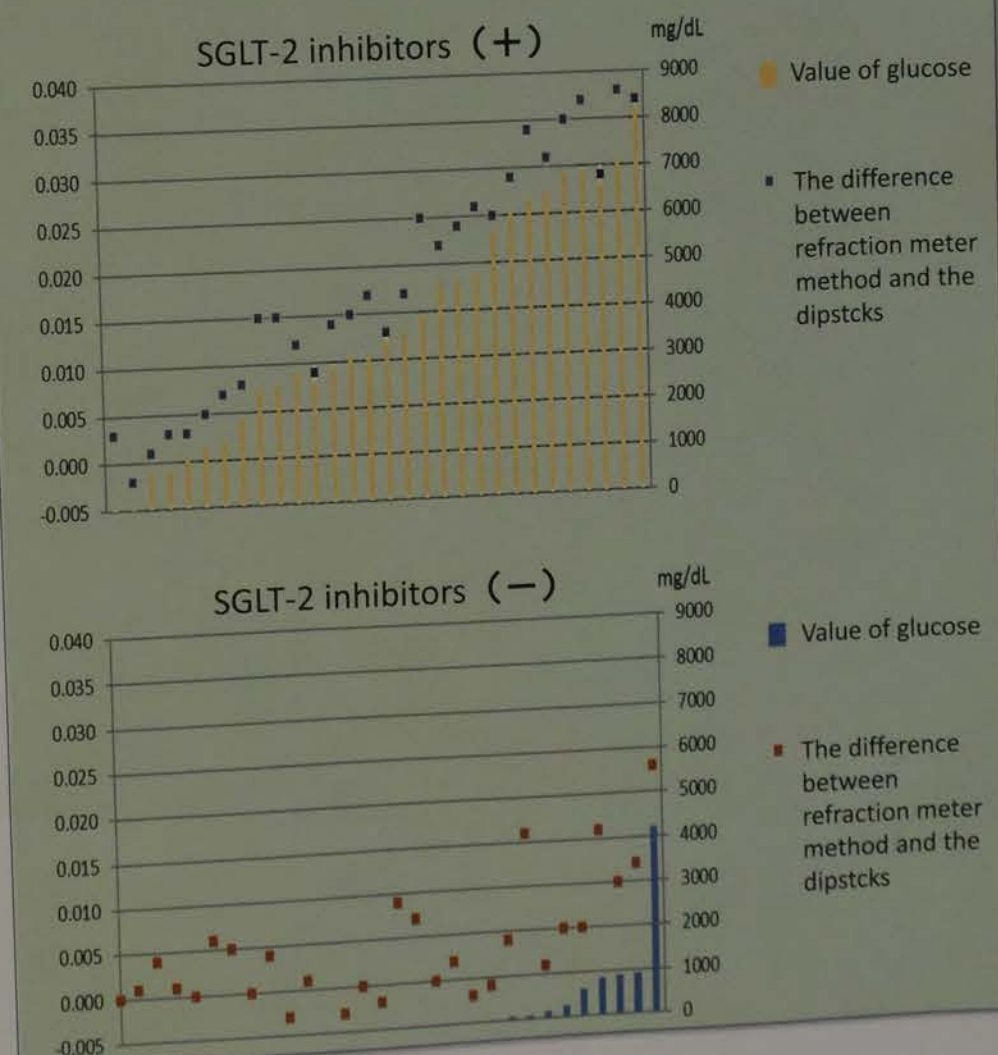 SGLT-2 inhibitors (+)
mg/dL
0.040
0.035
0.030
0.025
0.020
0.015
0.010
0.005
0.000
-0.005
9000
8000
7000
6000
5000
4000
3000
2000
1000
0
Value of glucose
The difference
between
refraction meter
method and the
dipstcks
SGLT-2 inhibitors (−)
mg/dL
0.040
0.035
0.030
0.025
0.020
0.015
0.010
0.005
0.000
-0.005
9000
8000
7000
6000
5000
4000
3000
2000
1000
0
Value of glucose
The difference
between
refraction meter
method and the
dipstcks